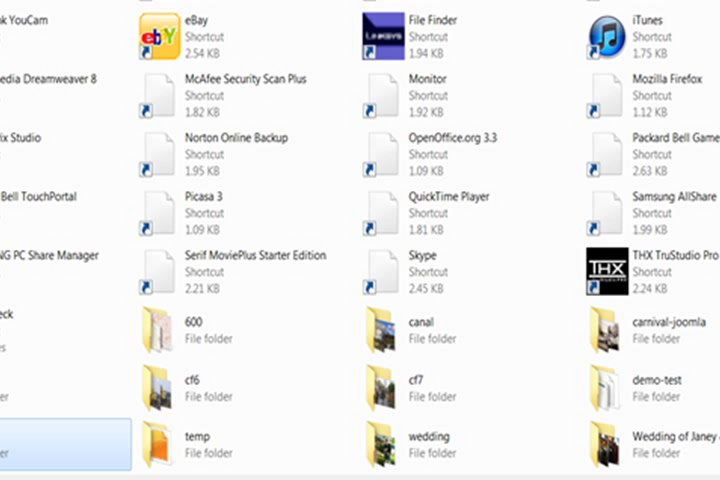 nk YouCam
eBay
Shortcut
2.54 KB
File Finder
Shortcut
1.94 KB
iTunes
Shortcut
1.75 KB
edia Dreamweaver 8
McAfee Security Scan Plus
Shortcut
1.82 KB
Monitor
Shortcut
1.92 KB
Mozilla Firefox
Shortcut
1.12 KB
ix Studio
Norton Online Backup
Shortcut
1.95 KB
OpenOffice.org 3.3
Shortcut
1.09 KB
Packard Bell Game
Shortcut
2.63 KB
Bell TouchPortal
Picasa 3
Shortcut
1.09 KB
QuickTime Player
Shortcut
1.81 KB
Samsung AllShare
Shortcut
1.99 KB
NG PC Share Manager
Serif MoviePlus Starter Edition
Shortcut
2.21 KB
Skype
Shortcut
2.45 KB
THX
THX TruStudio Pro
Shortcut
2.24 KB
eck
es
600
File folder
canal
File folder
carnival-joomla
File folder
er
cf6
File folder
cf7
File folder
demo-test
File folder
er
temp
File folder
wedding
File folder
Wedding of Janey
File folder